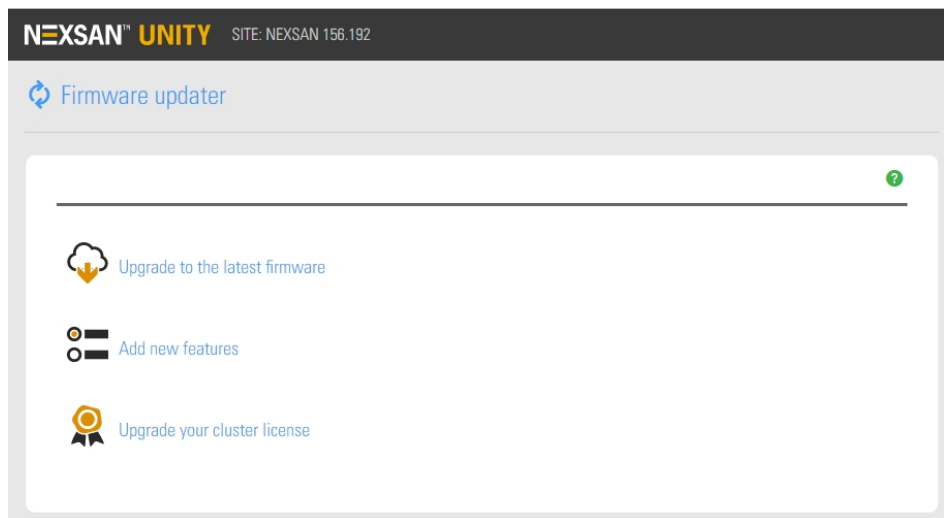 NEXSAN™ UNITY SITE: NEXSAN 156.192
Firmware updater
?
Upgrade to the latest firmware
Add new features
Upgrade your cluster license